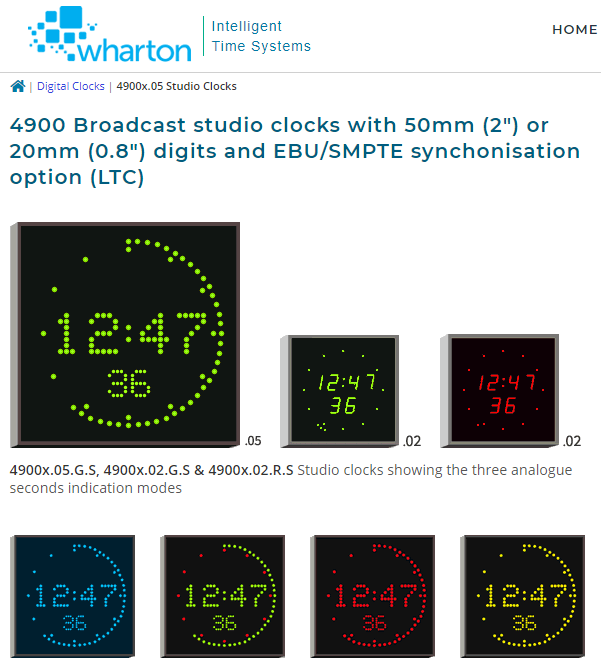 wharton
Intelligent
Time Systems
HOME
| Digital Clocks | 4900x.05 Studio Clocks
4900 Broadcast studio clocks with 50mm (2") or
20mm (0.8") digits and EBU/SMPTE synchonisation
option (LTC)
12:47
36
.05
12:47
36
.02
12:47
36
.02
4900x.05.G.S, 4900x.02.G.S & 4900x.02.R.S Studio clocks showing the three analogue
seconds indication modes
12:47
36
12:47
36
12:47
36
12:47
36